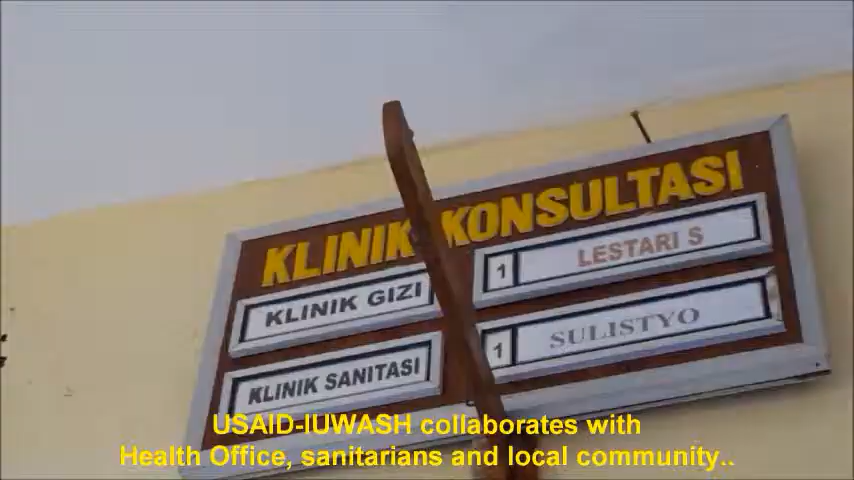 KLINIK KONSULTASI
KLINIK GIZI 1 LESTARI S
KLINIK SANITASI 1 SULISTYO
USAID-IUWASH collaborates with
Health Office, sanitarians and local community..